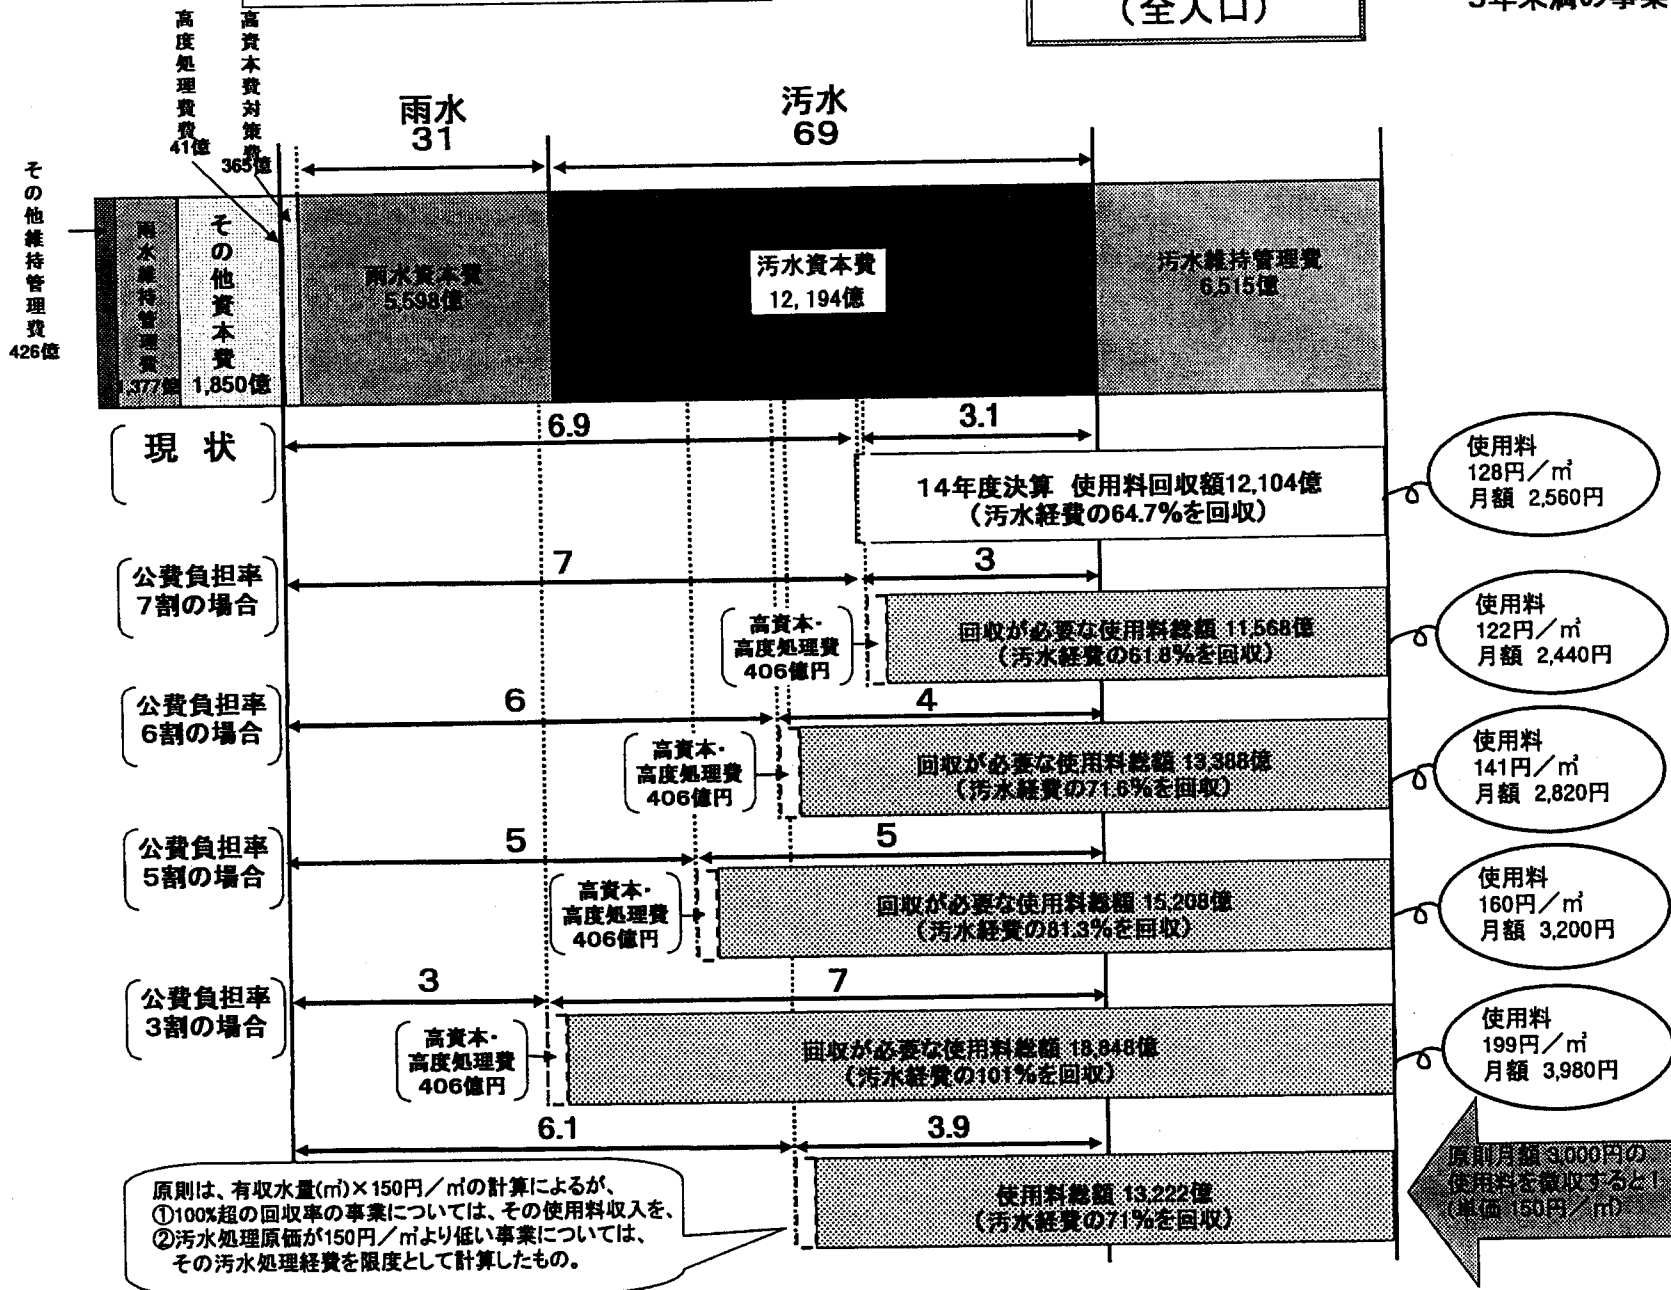 （全人口）
高度処理費費
41億
高資本費対策費
365億
雨水
31
汚水
69
その他維持管理費
426億
雨水維持管理費
1,377億
その他資本費
1,850億
雨水資本費
5,598億
汚水資本費
12,194億
汚水維持管理費
6,515億
現 状
6.9
3.1
14年度決算 使用料回収額12,104億
（汚水経費の64.7%を回収）
使用料
128円／㎥
月額 2,560円
公費負担率
7割の場合
7
3
高資本・
高度処理費
406億円
回収が必要な使用料総額 11,568億
（汚水経費の61.8%を回収）
使用料
122円／㎥
月額 2,440円
公費負担率
6割の場合
6
4
高資本・
高度処理費
406億円
回収が必要な使用料総額 13,388億
（汚水経費の71.6%を回収）
使用料
141円／㎥
月額 2,820円
公費負担率
5割の場合
5
5
高資本・
高度処理費
406億円
回収が必要な使用料総額 15,208億
（汚水経費の81.3%を回収）
使用料
160円／㎥
月額 3,200円
公費負担率
3割の場合
3
7
高資本・
高度処理費
406億円
回収が必要な使用料総額 18,848億
（汚水経費の101%を回収）
使用料
199円／㎥
月額 3,980円
6.1
3.9
原則は、有収水量(㎥)×150円／㎥の計算によるが、
①100%超の回収率の事業については、その使用料収入を、
②汚水処理原価が150円／㎥より低い事業については、
その汚水処理経費を限度として計算したもの。
使用料総額 13,222億
（汚水経費の71%を回収）
原則月額 3,000円の
使用料を徴収すると！
（単価 150円／㎥）